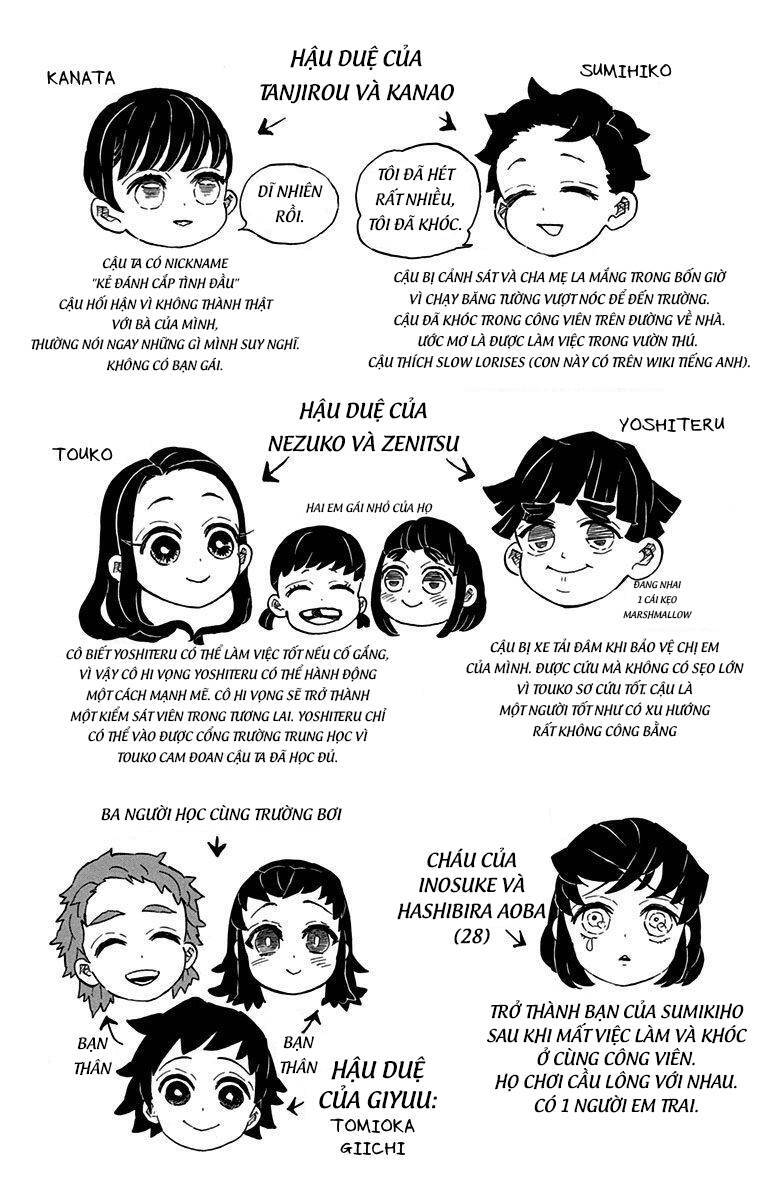 KANATA
HẬU DUỆ CỦA
TANJIROU VÀ KANAO
SUMIHIKO
DĨ NHIÊN
RỒI.
TÔI ĐÃ HÉT
RẤT NHIỀU,
TÔI ĐÃ KHÓC.
CẬU TA CÓ NICKNAME
"KẺ ĐÁNH CẮP TÌNH ĐẦU"
CẬU HỐI HẬN VÌ KHÔNG THÀNH THẬT
VỚI BÀ CỦA MÌNH,
THƯỜNG NÓI NGAY NHỮNG GÌ MÌNH SUY NGHĨ.
KHÔNG CÓ BẠN GÁI.
CẬU BỊ CẢNH SÁT VÀ CHA MẸ LA MẮNG TRONG BỐN GIỜ
VÌ CHẠY BĂNG TƯỜNG VƯỢT NÓC ĐỂ ĐẾN TRƯỜNG.
CẬU ĐÃ KHÓC TRONG CÔNG VIÊN TRÊN ĐƯỜNG VỀ NHÀ.
ƯỚC MƠ LÀ ĐƯỢC LÀM VIỆC TRONG VƯỜN THÚ.
CẬU THÍCH SLOW LORISES (CON NÀY CÓ TRÊN WIKI TIẾNG ANH).
HẬU DUỆ CỦA
NEZUKO VÀ ZENITSU
TOUKO
YOSHITERU
HAI EM GÁI NHỎ CỦA HỌ
ĐANG NHAI
1 CÁI KẸO
MARSHMALLOW
CÔ BIẾT YOSHITERU CÓ THỂ LÀM VIỆC TỐT NẾU CỐ GẮNG,
VÌ VẬY CÔ HI VỌNG YOSHITERU CÓ THỂ HÀNH ĐỘNG
MỘT CÁCH MẠNH MẼ. CÔ HI VỌNG SẼ TRỞ THÀNH
MỘT KIỂM SÁT VIÊN TRONG TƯƠNG LAI. YOSHITERU CHỈ
CÓ THỂ VÀO ĐƯỢC CỔNG TRƯỜNG TRUNG HỌC VÌ
TOUKO CAM ĐOAN CẬU TA ĐÃ HỌC ĐỦ.
CẬU BỊ XE TẢI ĐÂM KHI BẢO VỆ CHỊ EM
CỦA MÌNH. ĐƯỢC CỨU MÀ KHÔNG CÓ SẸO LỚN
VÌ TOUKO SƠ CỨU TỐT. CẬU LÀ
MỘT NGƯỜI TỐT NHƯ CÓ XU HƯỚNG
RẤT KHÔNG CÔNG BẰNG
BA NGƯỜI HỌC CÙNG TRƯỜNG BƠI
BẠN
THÂN
BẠN
THÂN
HẬU DUỆ
CỦA GIYUU:
TOMIOKA
GIICHI
CHÁU CỦA
INOSUKE VÀ
HASHIBIRA AOBA
(28)
TRỞ THÀNH BẠN CỦA SUMIKIHO
SAU KHI MẤT VIỆC LÀM VÀ KHÓC
Ở CÙNG CÔNG VIÊN.
HỌ CHƠI CẦU LÔNG VỚI NHAU.
CÓ 1 NGƯỜI EM TRAI.